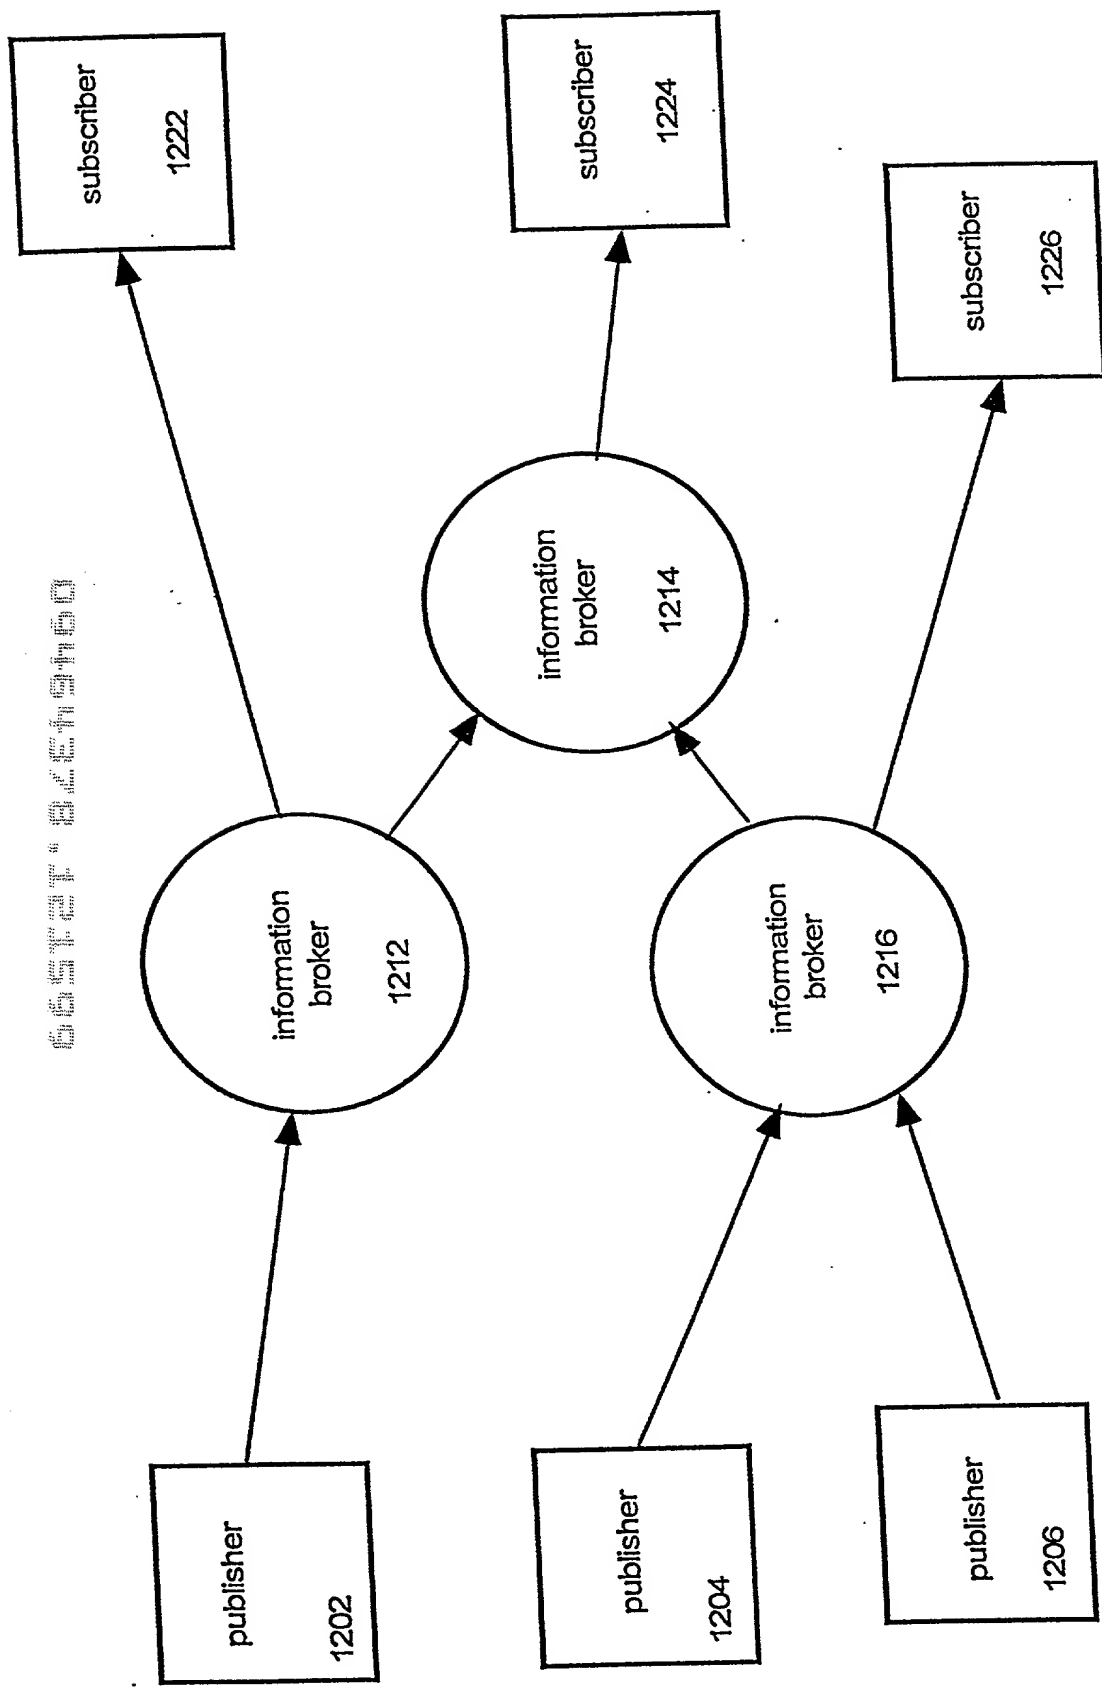 subscriber
1222
subscriber
1224
subscriber
1226
information
broker
1214
information
broker
1212
information
broker
1216
publisher
1202
publisher
1204
publisher
1206